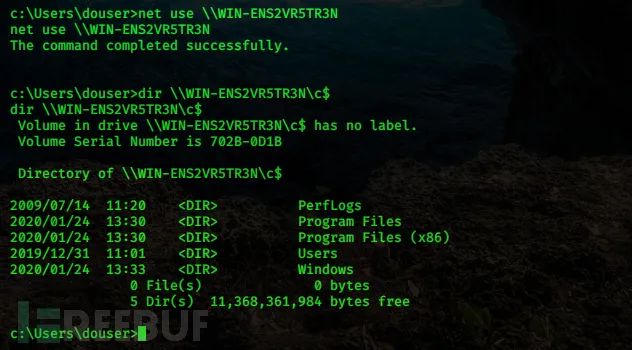 c:\Users\douser>net use \\WIN-ENS2VR5TR3N
net use \\WIN-ENS2VR5TR3N
The command completed successfully.
c:\Users\douser>dir \\WIN-ENS2VR5TR3N\c$
dir \\WIN-ENS2VR5TR3N\c$
 Volume in drive \\WIN-ENS2VR5TR3N\c$ has no label.
 Volume Serial Number is 702B-0D1B
 Directory of \\WIN-ENS2VR5TR3N\c$
2009/07/14  11:20    <DIR>          PerfLogs
2020/01/24  13:30    <DIR>          Program Files
2020/01/24  13:30    <DIR>          Program Files (x86)
2019/12/31  11:01    <DIR>          Users
2020/01/24  13:33    <DIR>          Windows
               0 File(s)              0 bytes
               5 Dir(s)  11,368,361,984 bytes free
FREEBUF
c:\Users\douser>